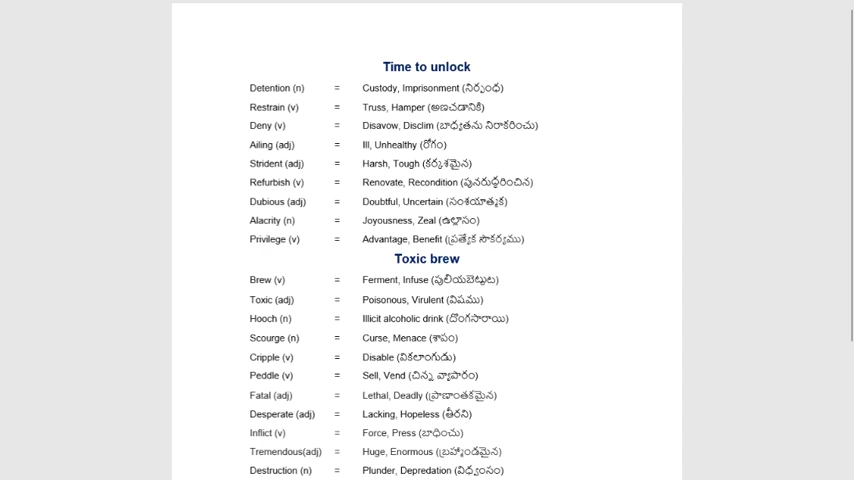 Time to unlock
Detention (n) = Custody, Imprisonment (నిర్బంధ)
Restrain (v) = Truss, Hamper (అణచడానికి)
Deny (v) = Disavow, Disclim (బాధ్యతను నిరాకరించు)
Ailing (adj) = Ill, Unhealthy (రోగం)
Strident (adj) = Harsh, Tough (కర్కశమైన)
Refurbish (v) = Renovate, Recondition (పునరుద్ధరించిన)
Dubious (adj) = Doubtful, Uncertain (సంశయాత్మక)
Alacrity (n) = Joyousness, Zeal (ఉల్లాసం)
Privilege (v) = Advantage, Benefit (ప్రత్యేక సౌకర్యము)
Toxic brew
Brew (v) = Ferment, Infuse (పులియబెట్టుట)
Toxic (adj) = Poisonous, Virulent (విషము)
Hooch (n) = Illicit alcoholic drink (దొంగసారాయి)
Scourge (n) = Curse, Menace (శాపం)
Cripple (v) = Disable (వికలాంగుడు)
Peddle (v) = Sell, Vend (చిన్న వ్యాపారం)
Fatal (adj) = Lethal, Deadly (ప్రాణాంతకమైన)
Desperate (adj) = Lacking, Hopeless (తీరని)
Inflict (v) = Force, Press (బాధించు)
Tremendous(adj) = Huge, Enormous (బ్రహ్మాండమైన)
Destruction (n) = Plunder, Depredation (విధ్వంసం)